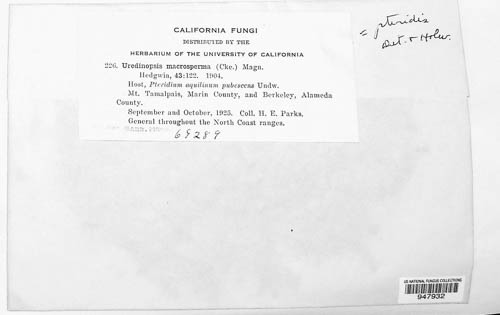 CALIFORNIA FUNGI
DISTRIBUTED BY THE
HERBARIUM OF THE UNIVERSITY OF CALIFORNIA
226. Uredinopsis macrosperma (Cke.) Magn.
Hedgwia, 43:122. 1904.
Host, Pteridium aquilinum pubescens Undw.
Mt. Tamalpais, Marin County, and Berkeley, Alameda
County.
September and October, 1925. Coll. H. E. Parks.
General throughout the North Coast ranges.
69289
= pteridis
Diet. & Holw.
US NATIONAL FUNGUS COLLECTIONS
947932